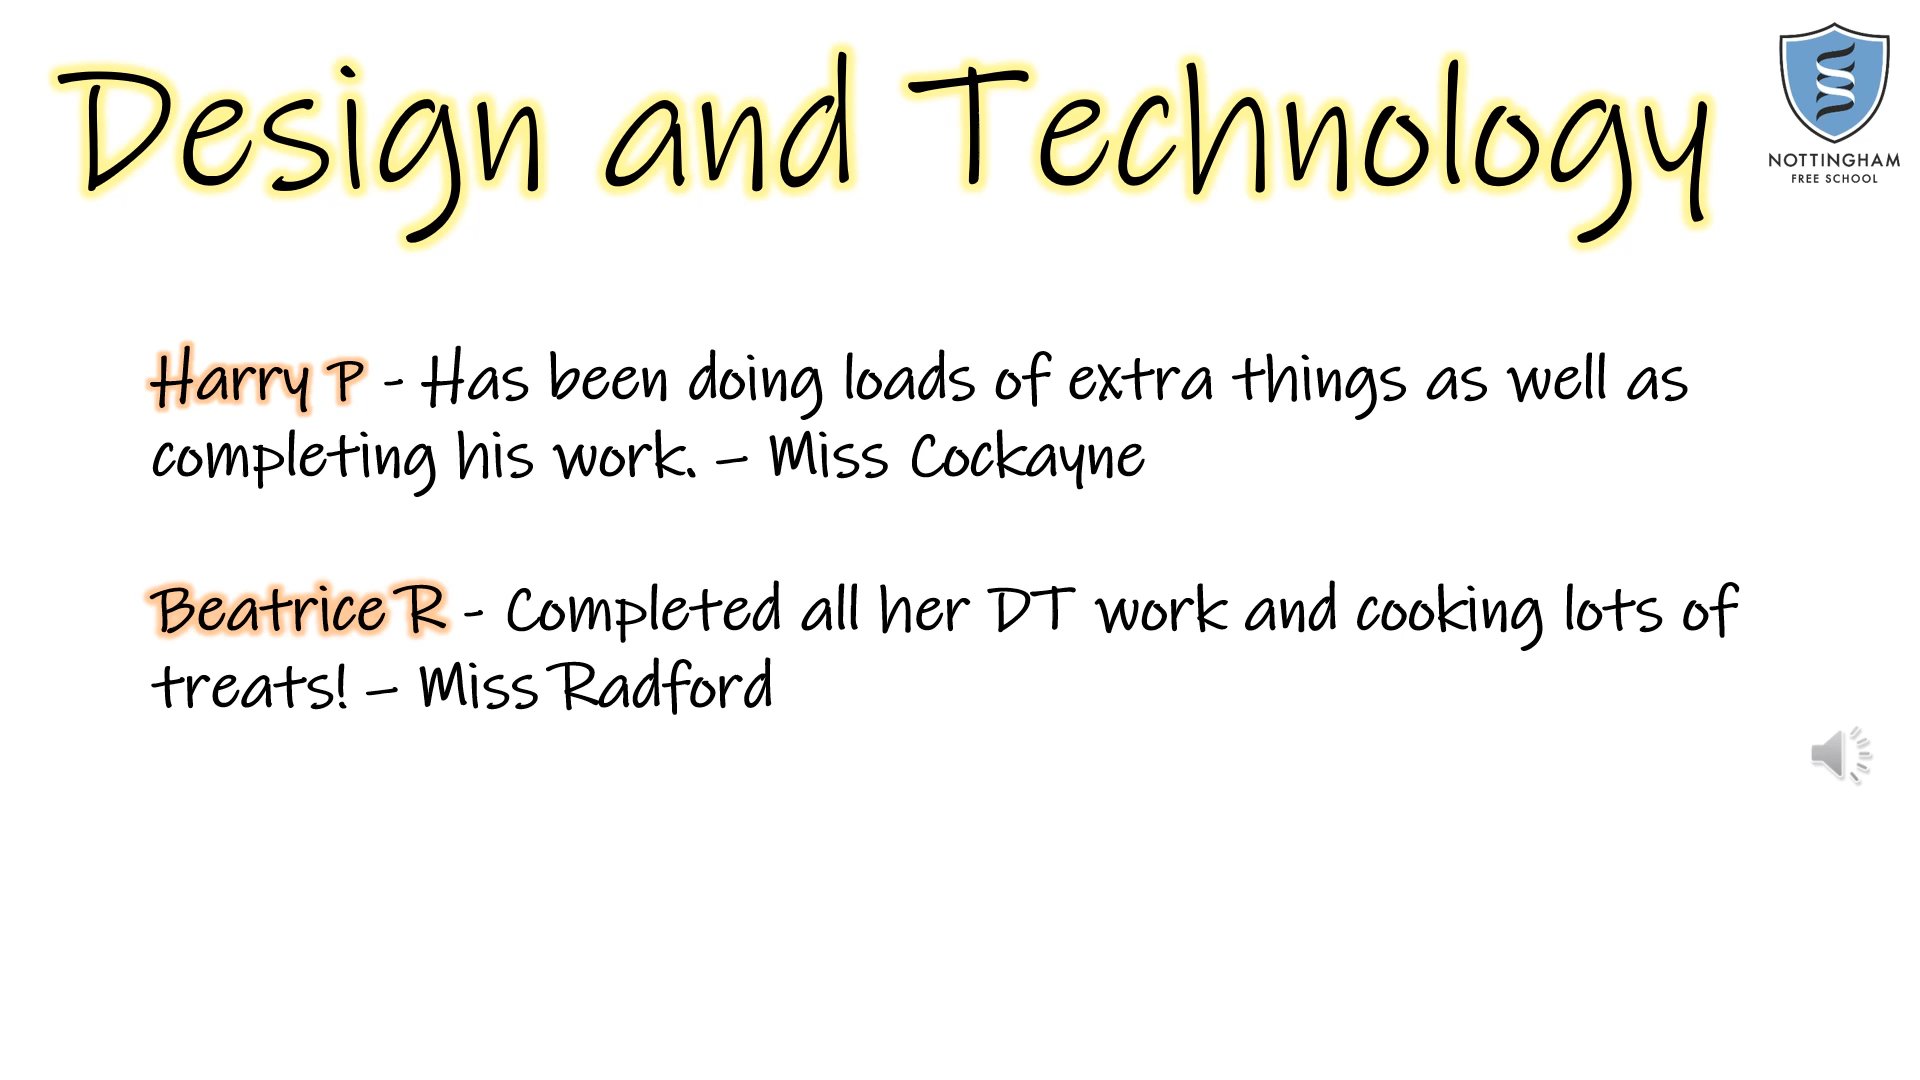 Design and Technology
NOTTINGHAM
FREE SCHOOL
Harry P - Has been doing loads of extra things as well as
completing his work. – Miss Cockayne
Beatrice R - Completed all her DT work and cooking lots of
treats! – Miss Radford